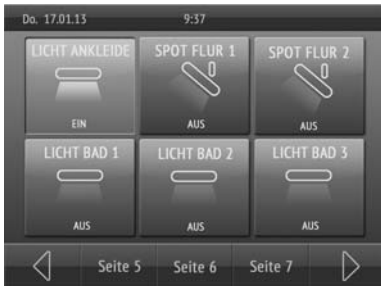 Do. 17.01.13 9:37
LICHT ANKLEIDE SPOT FLUR 1 SPOT FLUR 2
EIN AUS AUS
LICHT BAD 1 LICHT BAD 2 LICHT BAD 3
AUS AUS AUS
Seite 5 Seite 6 Seite 7